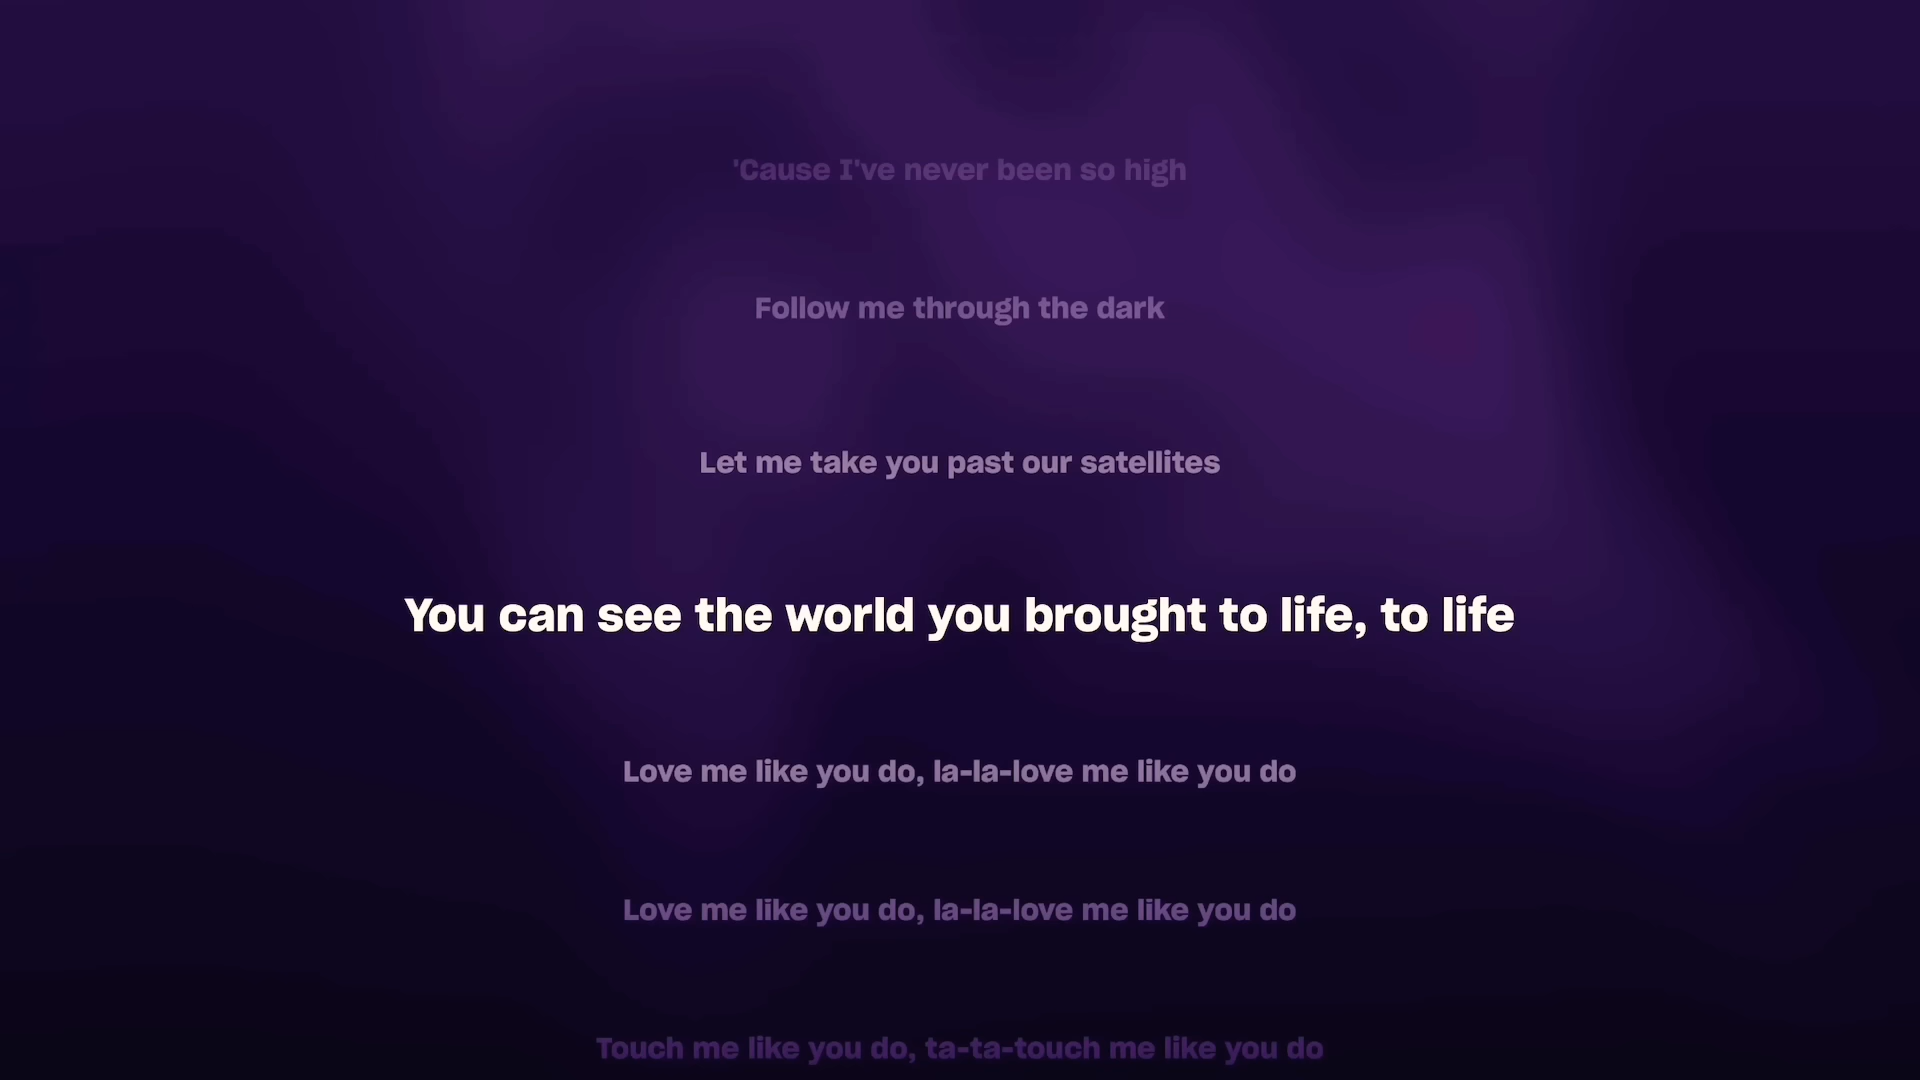 'Cause I've never been so high
Follow me through the dark
Let me take you past our satellites
You can see the world you brought to life, to life
Love me like you do, la-la-love me like you do
Love me like you do, la-la-love me like you do
Touch me like you do, ta-ta-touch me like you do